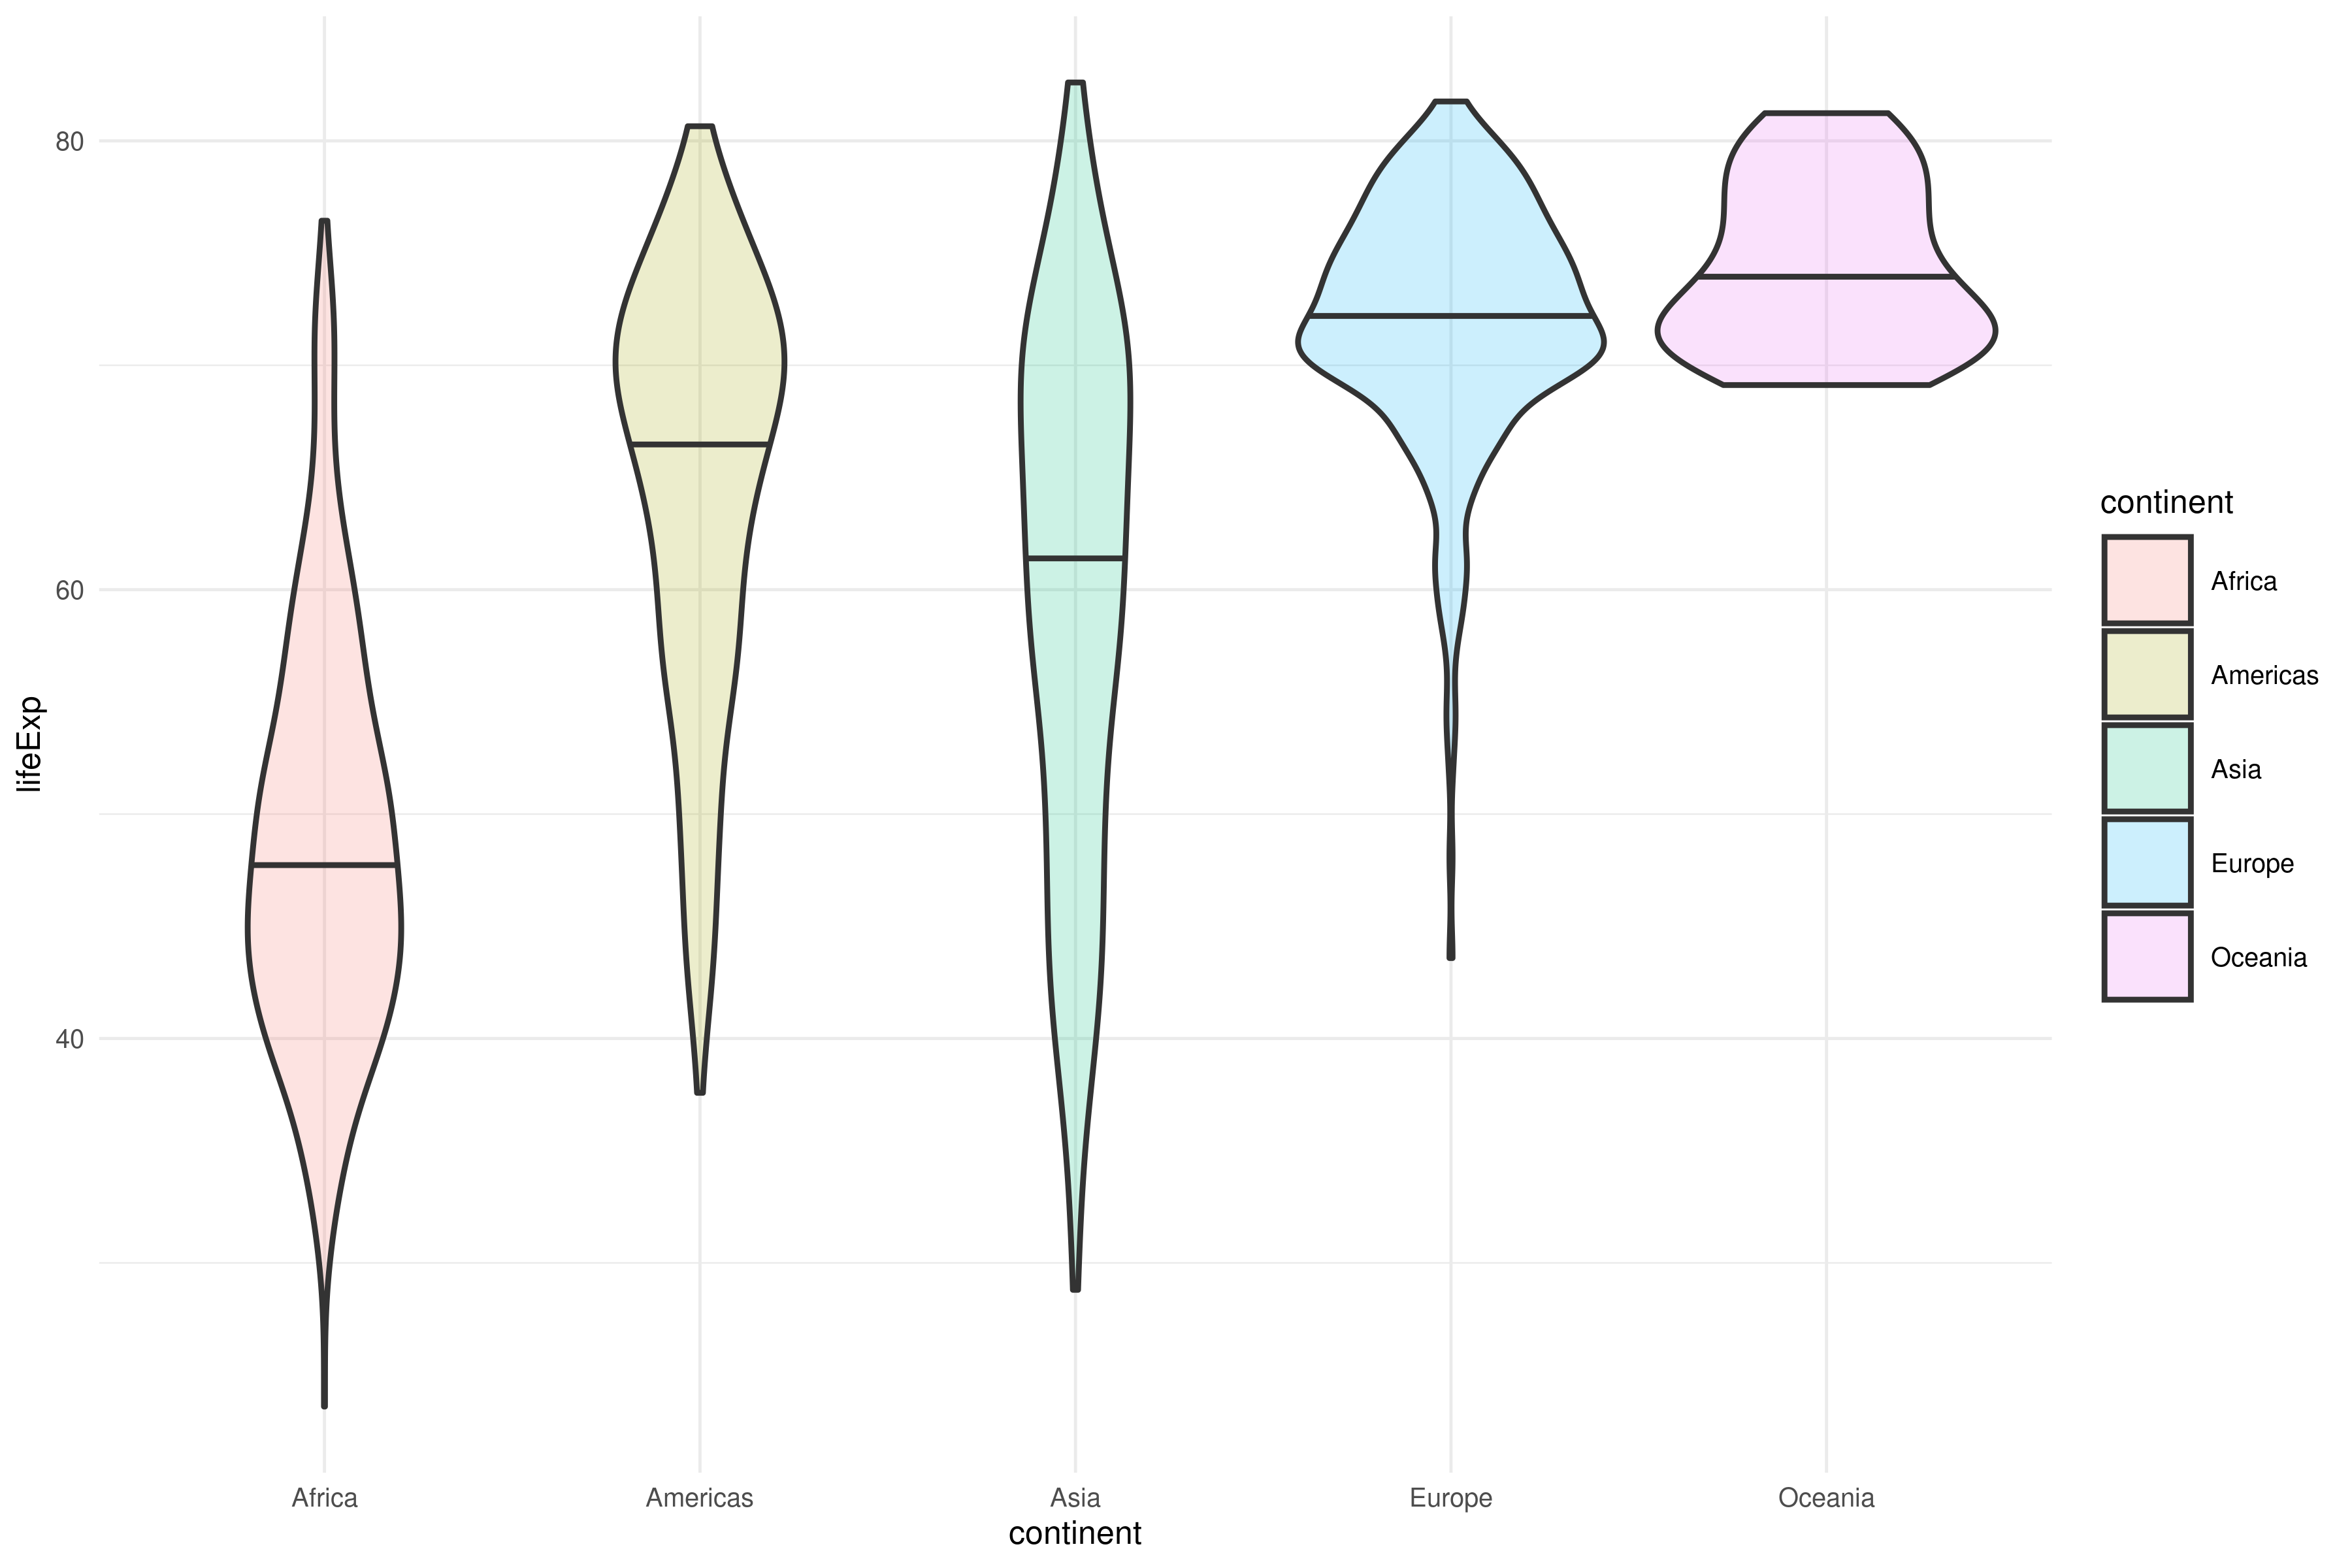 80
60
40
lifeExp
Africa
Americas
Asia
Europe
Oceania
continent
continent
Africa
Americas
Asia
Europe
Oceania